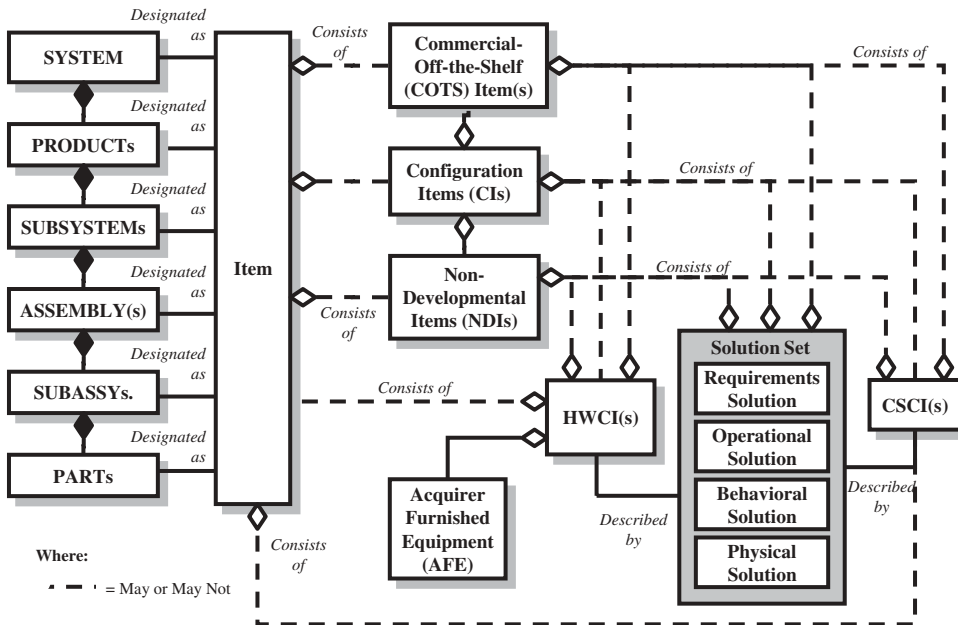 Designated
as
SYSTEM
Designated
as
PRODUCTs
Designated
as
SUBSYSTEMs
Designated
as
ASSEMBLY(s)
Designated
as
SUBASSYs.
Designated
as
PARTs
Item
Consists
of
Commercial-
Off-the-Shelf
(COTS) Item(s)
Consists of
Configuration
Items (CIs)
Consists of
Non-
Developmental
Items (NDIs)
Consists
of
Consists of
Consists of
HWCI(s)
Acquirer
Furnished
Equipment
(AFE)
Described
by
Solution Set
Requirements
Solution
Operational
Solution
Behavioral
Solution
Physical
Solution
CSCI(s)
Described
by
Consists
of
Where:
= May or May Not